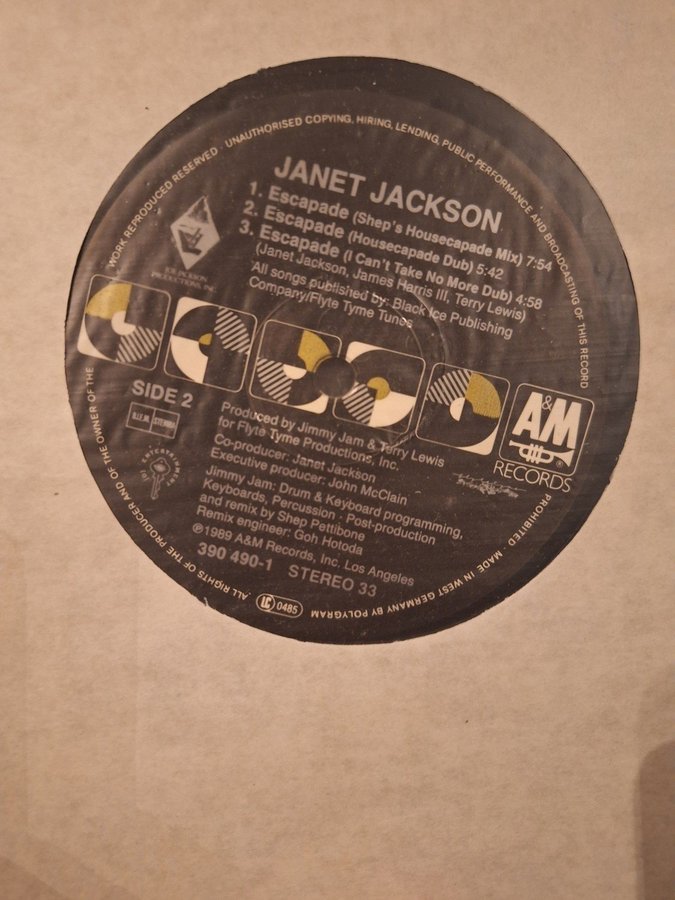 WORK REPRODUCED RESERVED · UNAUTHORISED COPYING, HIRING, LENDING, PUBLIC PERFORMANCE AND BROADCASTING OF THIS RECORD
JANET JACKSON
1. Escapade (Shep's Housecapade Mix) 7:54
2. Escapade (Housecapade Dub) 5:42
3. Escapade (I Can't Take No More Dub) 4:58
(Janet Jackson, James Harris III, Terry Lewis)
All songs published by: Black Ice Publishing
Company/Flyte Tyme Tunes
JOE JACKSON
PRODUCTIONS, INC.
SIDE 2
B.I.E.M.
STEMRA
A&M
RECORDS
Produced by Jimmy Jam & Terry Lewis
for Flyte Tyme Productions, Inc.
Co-producer: Janet Jackson
Executive producer: John McClain
Jimmy Jam: Drum & Keyboard programming,
Keyboards, Percussion · Post-production
and remix by Shep Pettibone
Remix engineer: Goh Hotoda
℗1989 A&M Records, Inc. Los Angeles
390 490-1 STEREO 33
ENTERTAINMENT
PROHIBITED MADE IN WEST GERMANY BY POLYGRAM
LC 0485
ALL RIGHTS OF THE PRODUCER AND OF THE OWNER OF THE